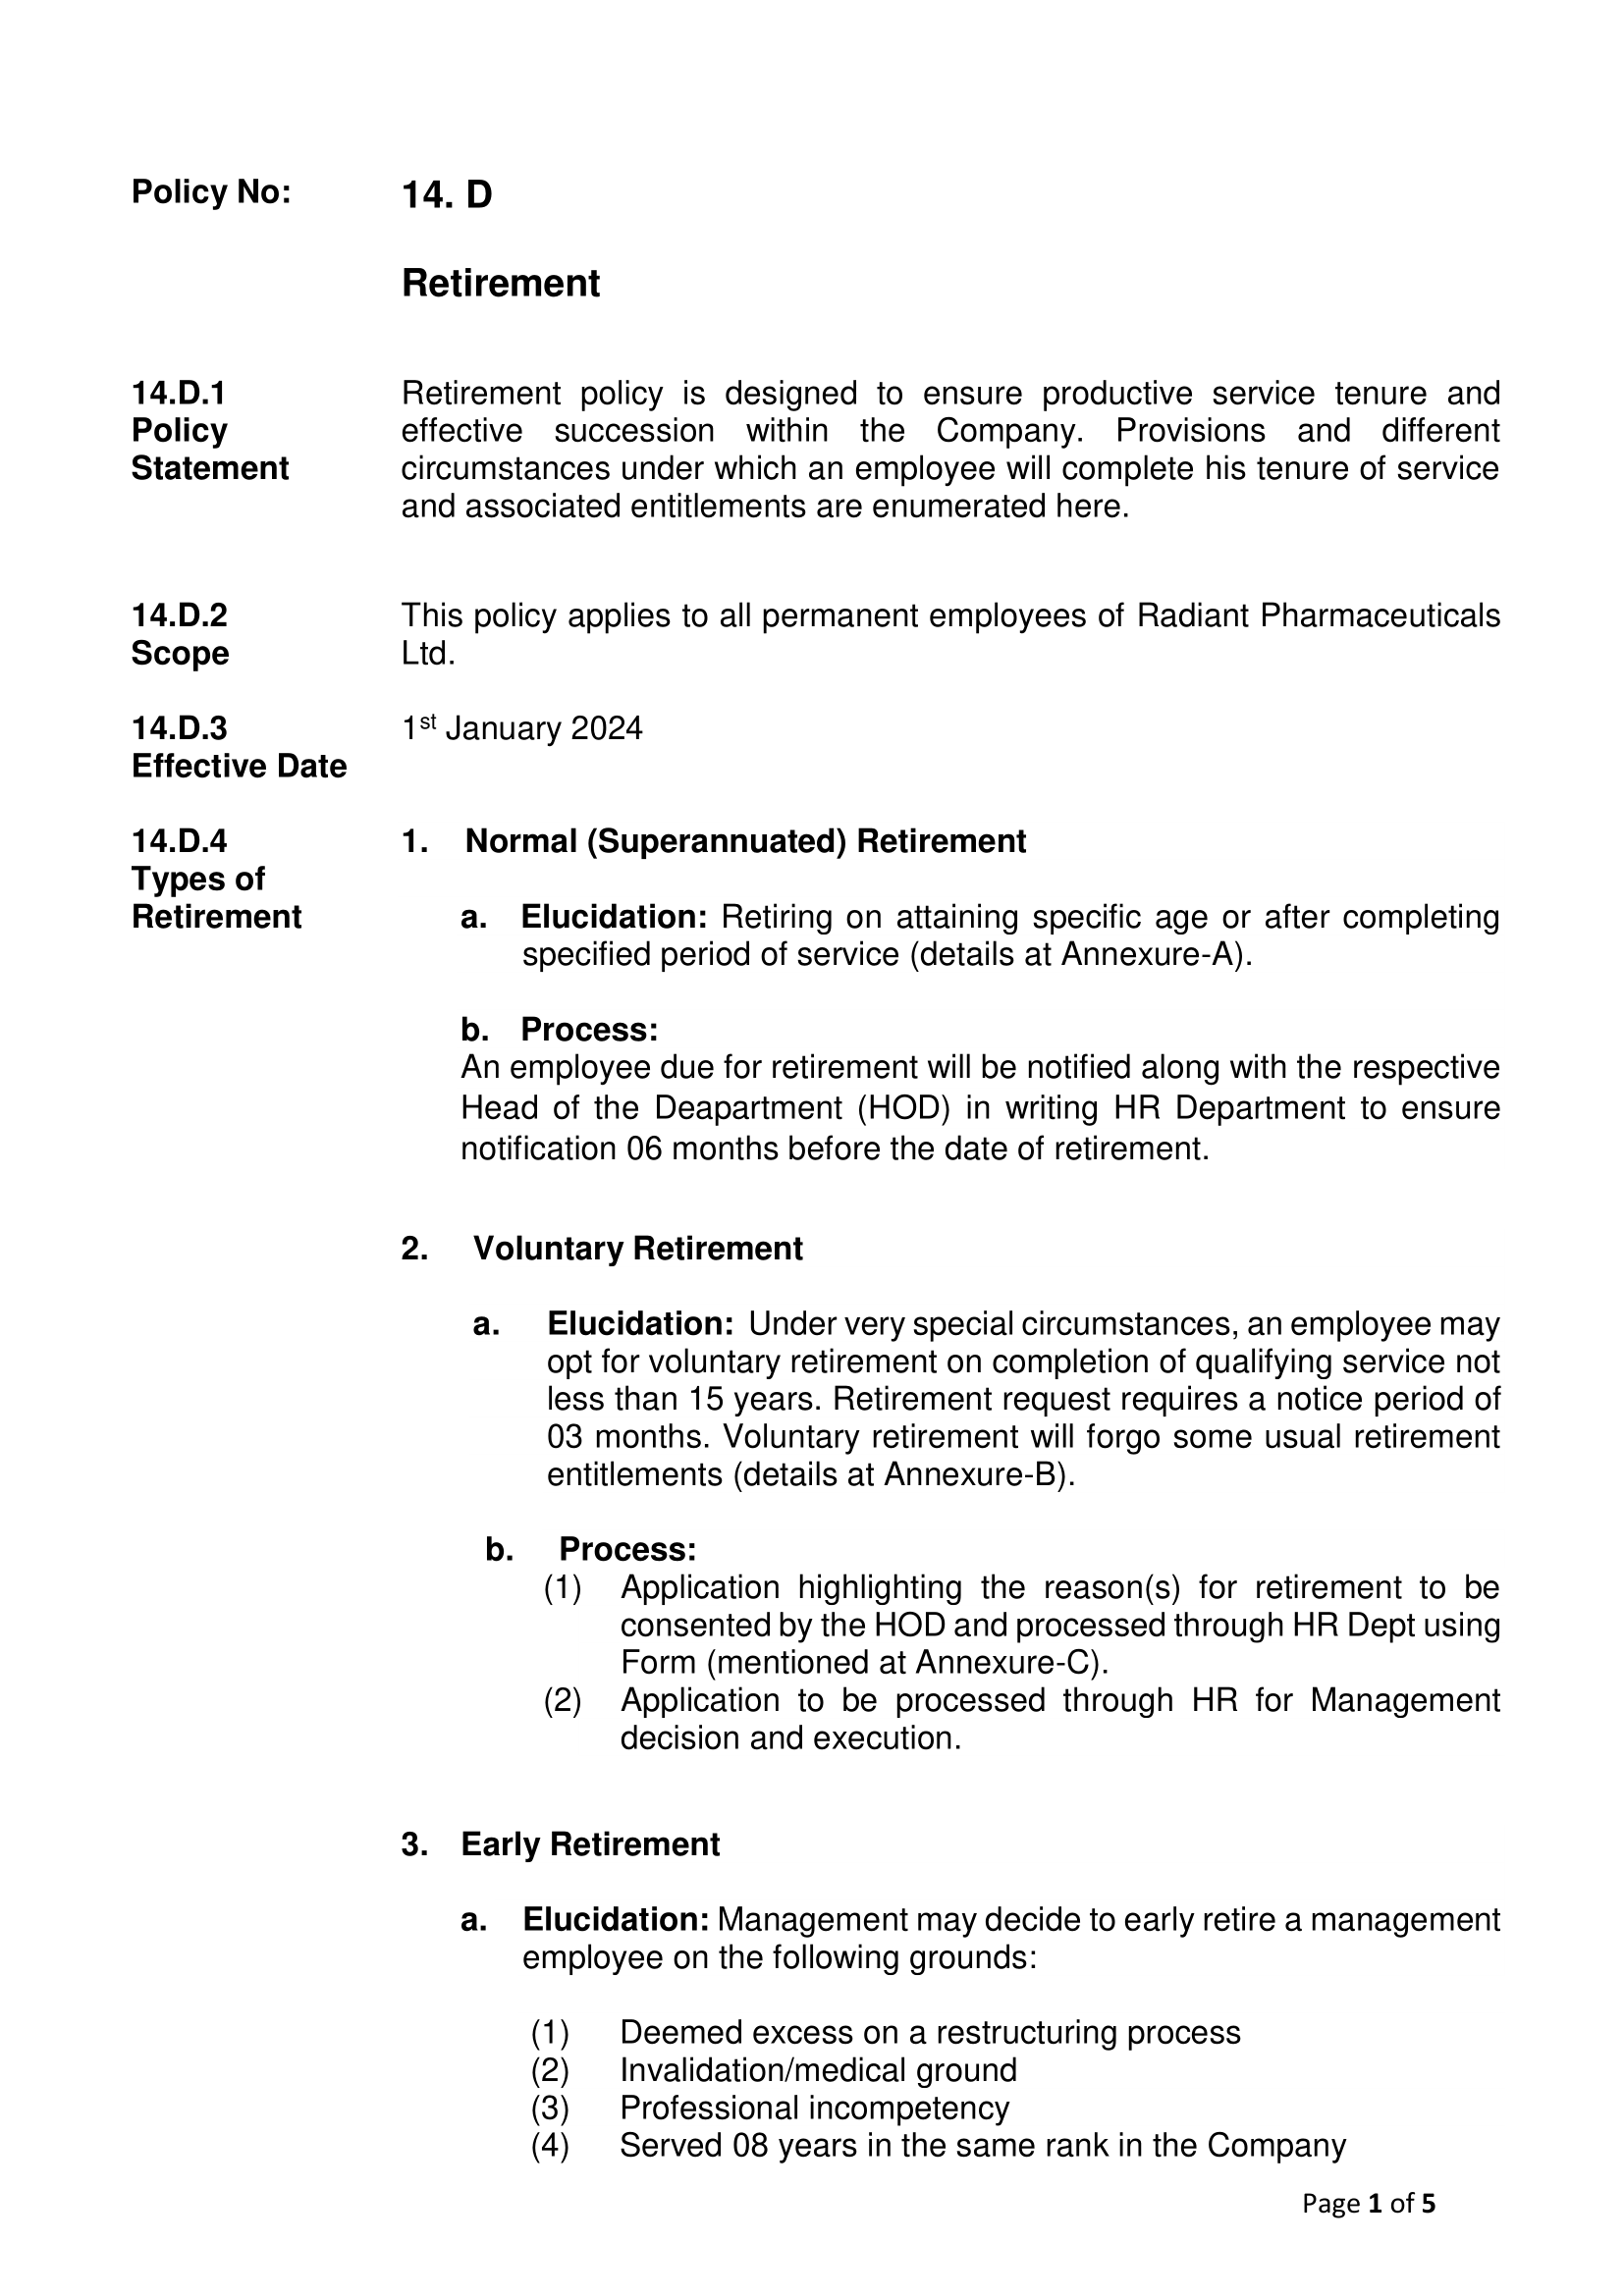 Policy No: 14. D
Retirement
14.D.1 Retirement policy is designed to ensure productive service tenure and
Policy effective succession within the Company. Provisions and different
Statement circumstances under which an employee will complete his tenure of service
and associated entitlements are enumerated here.
14.D.2 This policy applies to all permanent employees of Radiant Pharmaceuticals
Scope Ltd.
14.D.3 1st January 2024
Effective Date
14.D.4 1. Normal (Superannuated) Retirement
Types of
Retirement a. Elucidation: Retiring on attaining specific age or after completing
specified period of service (details at Annexure-A).
b. Process:
An employee due for retirement will be notified along with the respective
Head of the Deapartment (HOD) in writing HR Department to ensure
notification 06 months before the date of retirement.
2. Voluntary Retirement
a. Elucidation: Under very special circumstances, an employee may
opt for voluntary retirement on completion of qualifying service not
less than 15 years. Retirement request requires a notice period of
03 months. Voluntary retirement will forgo some usual retirement
entitlements (details at Annexure-B).
b. Process:
(1) Application highlighting the reason(s) for retirement to be
consented by the HOD and processed through HR Dept using
Form (mentioned at Annexure-C).
(2) Application to be processed through HR for Management
decision and execution.
3. Early Retirement
a. Elucidation: Management may decide to early retire a management
employee on the following grounds:
(1) Deemed excess on a restructuring process
(2) Invalidation/medical ground
(3) Professional incompetency
(4) Served 08 years in the same rank in the Company
Page 1 of 5